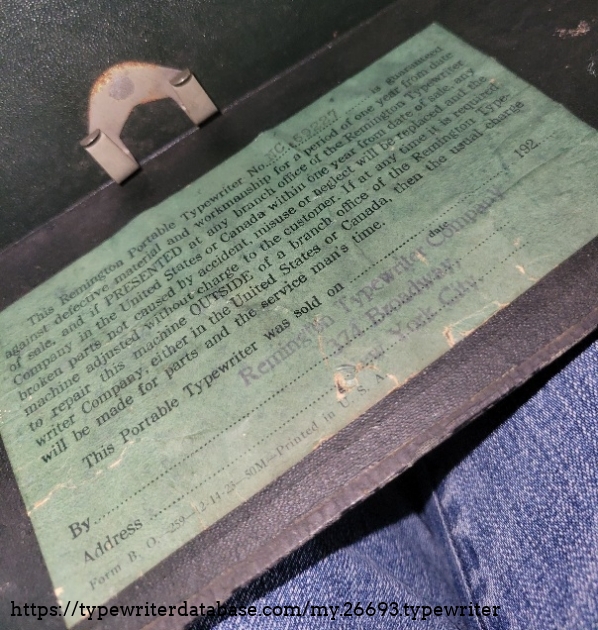 This Remington Portable Typewriter No. is guaranteed
against defective material and workmanship for a period of one year from date
of sale, and if PRESENTED at any branch office of the Remington Typewriter
Company in the United States or Canada within one year from date of sale, any
broken parts not caused by accident, misuse or neglect will be replaced and the
machine adjusted without charge to the customer. If at any time it is required
to repair this machine OUTSIDE of a branch office of the Remington Type-
writer Company, either in the United States or Canada, then the usual charge
will be made for parts and the service man's time.
This Portable Typewriter was sold on 192
date
Remington Typewriter Company
374 Broadway,
New York City
By
Address
Form B. O. 259—12-14-23—80M—Printed in U. S. A.
https://typewriterdatabase.com/my.26693.typewriter